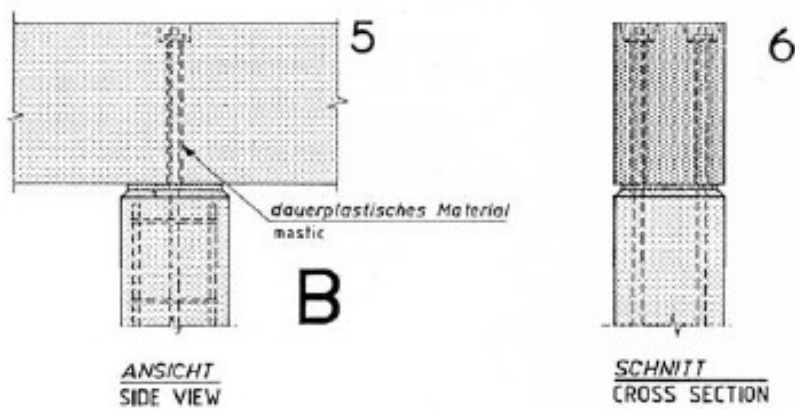 5
6
dauerplastisches Material
mastic
B
ANSICHT
SIDE VIEW
SCHNITT
CROSS SECTION